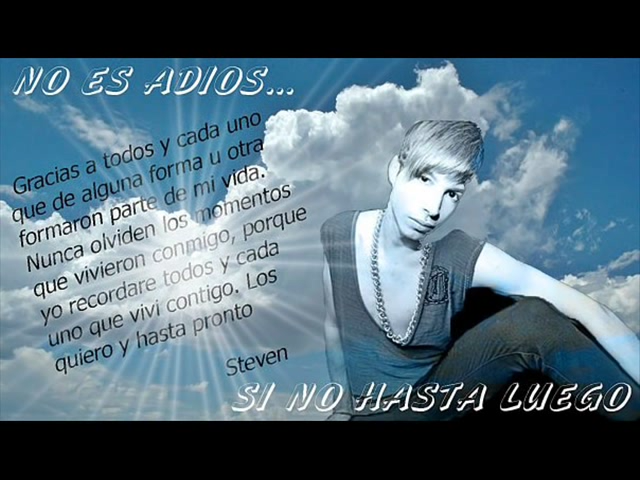 NO ES ADIOS...
Gracias a todos y cada uno
que de alguna forma u otra
formaron parte de mi vida.
Nunca olviden los momentos
que vivieron conmigo, porque
yo recordare todos y cada
uno que vivi contigo. Los
quiero y hasta pronto
Steven
SI NO HASTA LUEGO